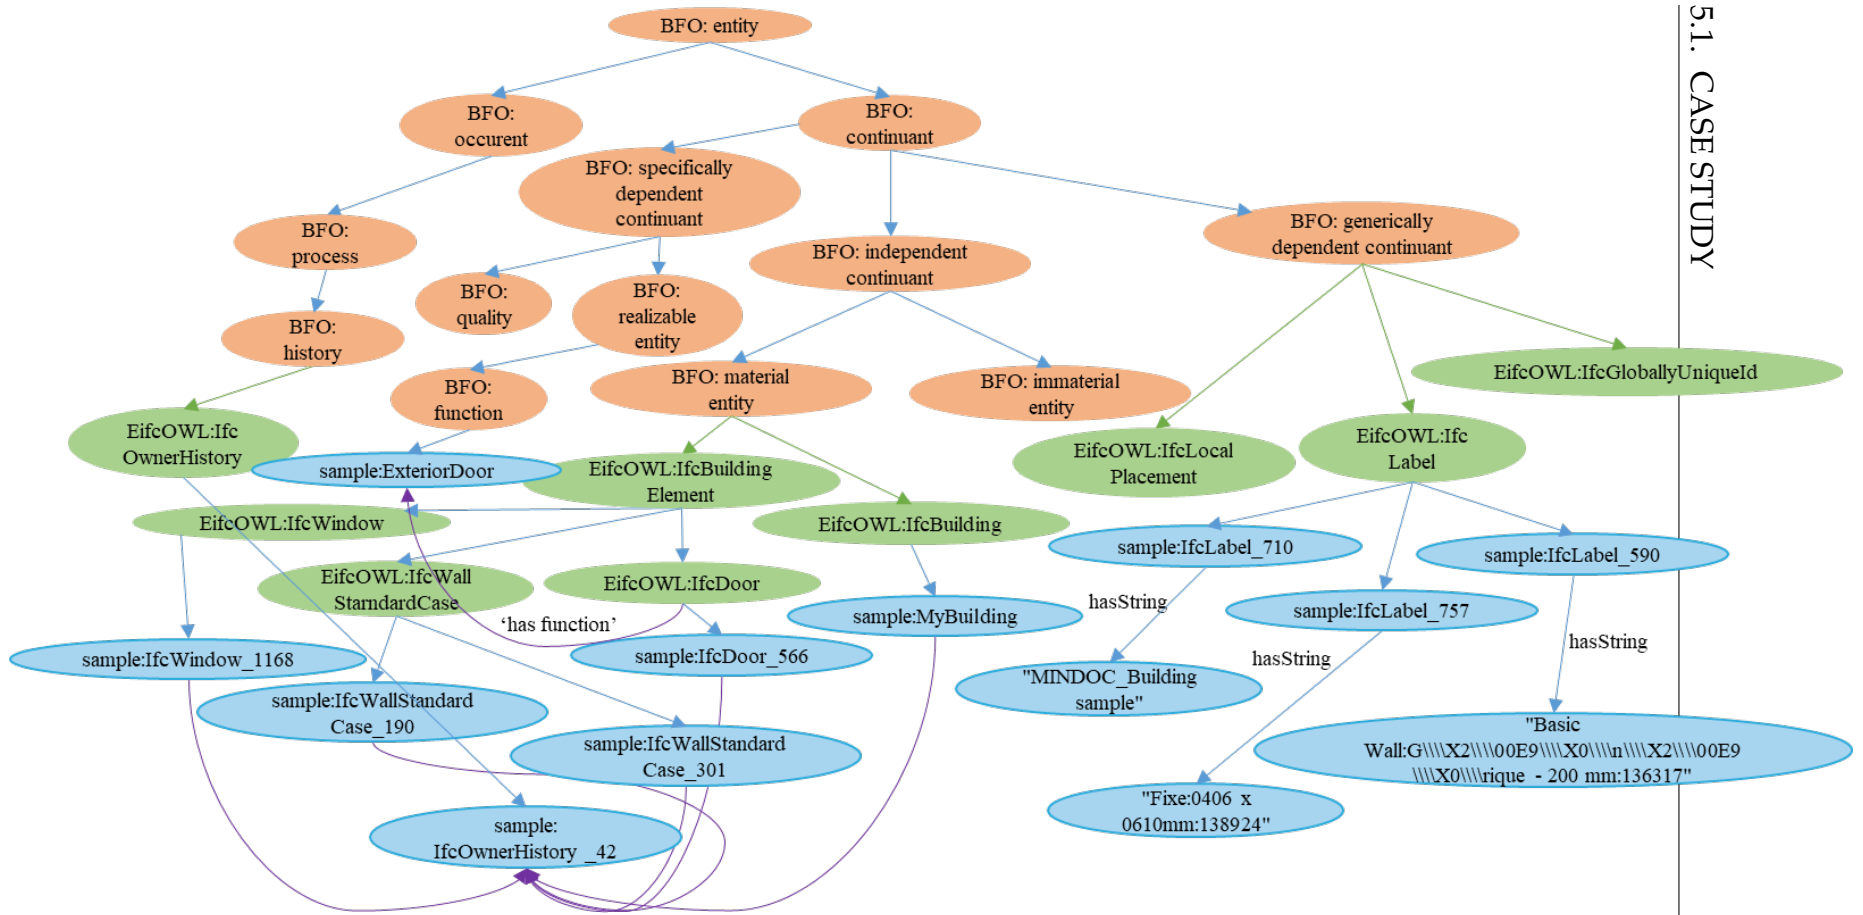 BFO: entity
BFO:
occurent
BFO:
continuant
BFO: specifically
dependent
continuant
BFO:
process
BFO: independent
continuant
BFO: generically
dependent continuant
BFO:
quality
BFO:
realizable
entity
BFO:
history
BFO:
function
BFO: material
entity
BFO: immaterial
entity
EifcOWL:IfcGloballyUniqueId
EifcOWL:Ifc
OwnerHistory
sample:ExteriorDoor
EifcOWL:IfcBuilding
Element
EifcOWL:IfcLocal
Placement
EifcOWL:Ifc
Label
EifcOWL:IfcWindow
EifcOWL:IfcBuilding
sample:IfcLabel_710
sample:IfcLabel_590
EifcOWL:IfcWall
StarndardCase
EifcOWL:IfcDoor
sample:MyBuilding
hasString
sample:IfcLabel_757
‘has function’
hasString
hasString
sample:IfcWindow_1168
sample:IfcDoor_566
"MINDOC_Building
sample"
sample:IfcWallStandard
Case_190
sample:IfcWallStandard
Case_301
"Basic
Wall:G\\\\X2\\\\00E9\\\\X0\\\\n\\\\X2\\\\00E9
\\\\X0\\\\rique - 200 mm:136317"
"Fixe:0406 x
0610mm:138924"
sample:
IfcOwnerHistory _42
5.1. CASE STUDY